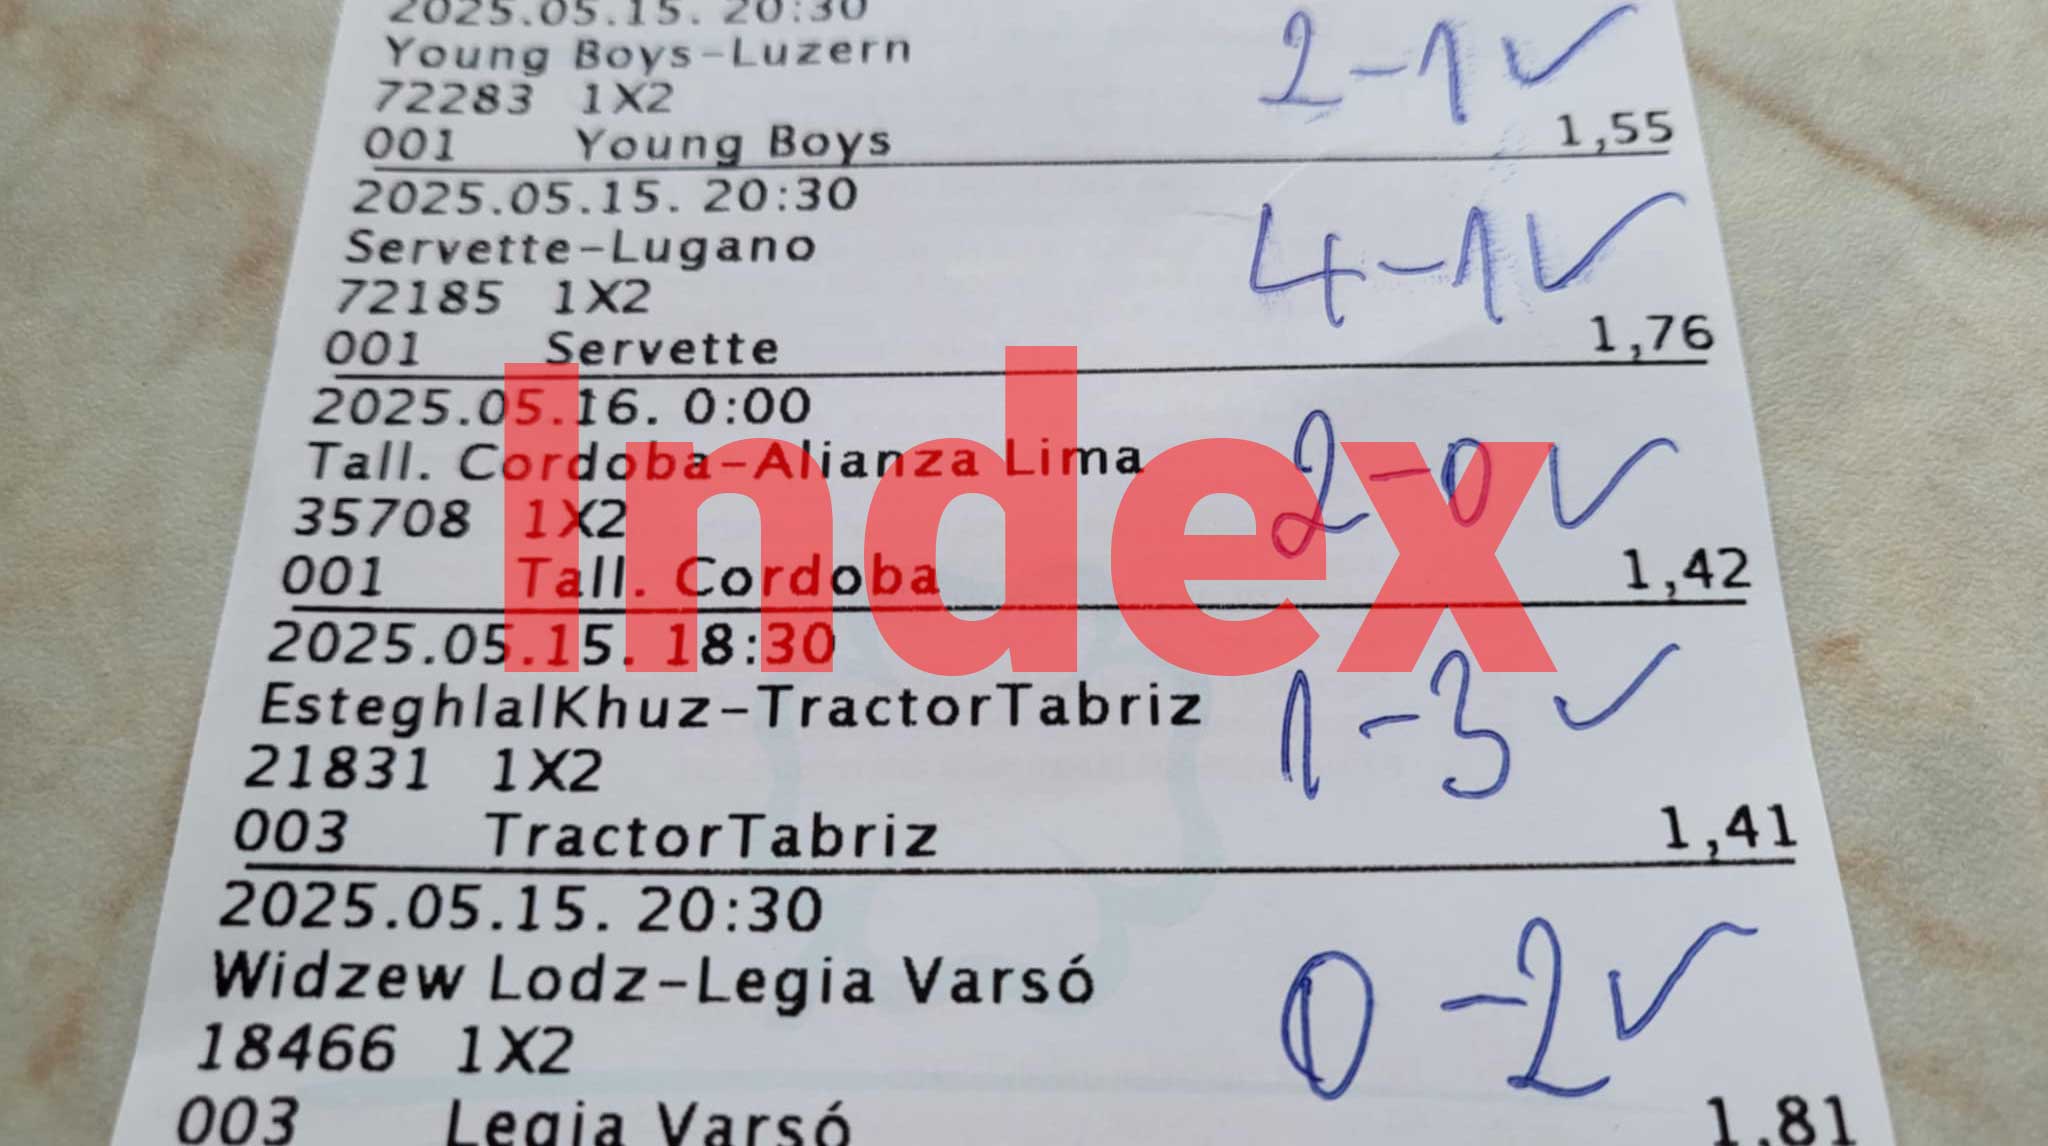 2025.05.15. 20:30
Young Boys-Luzern 2-1 ✓
72283 1X2
001 Young Boys 1,55
2025.05.15. 20:30
Servette-Lugano 4-1 ✓
72185 1X2
001 Servette 1,76
2025.05.16. 0:00
Tall. Cordoba-Alianza Lima 2-0 ✓
35708 1X2
001 Tall. Cordoba 1,42
Index
2025.05.15. 18:30
EsteghlalKhuz-TractorTabriz 1-3 ✓
21831 1X2
003 TractorTabriz 1,41
2025.05.15. 20:30
Widzew Lodz-Legia Varsó 0-2 ✓
18466 1X2
003 Legia Varsó 1,81